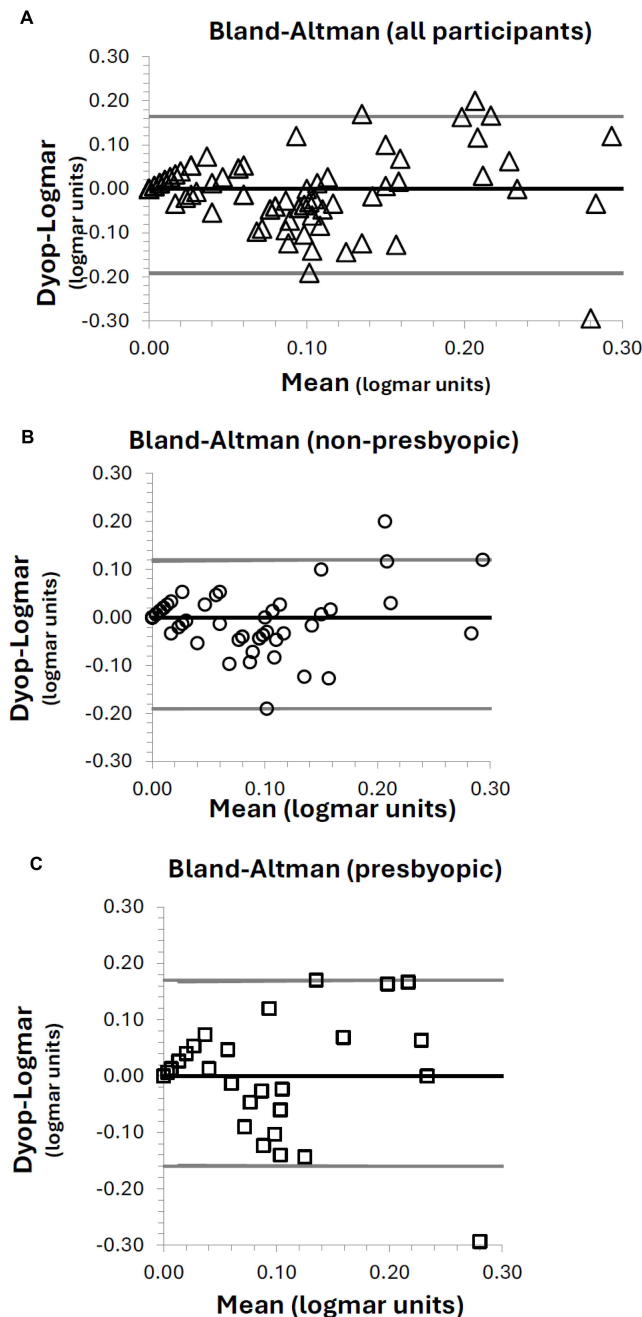 A
Bland-Altman (all participants)
0.30
0.20
0.10
0.00
-0.10
-0.20
-0.30
Dyop-Logmar
(logmar units)
0.00 0.10 0.20 0.30
Mean (logmar units)
B
Bland-Altman (non-presbyopic)
0.30
0.20
0.10
0.00
-0.10
-0.20
-0.30
Dyop-Logmar
(logmar units)
0.00 0.10 0.20 0.30
Mean (logmar units)
C
Bland-Altman (presbyopic)
0.30
0.20
0.10
0.00
-0.10
-0.20
-0.30
Dyop-Logmar
(logmar units)
0.00 0.10 0.20 0.30
Mean (logmar units)